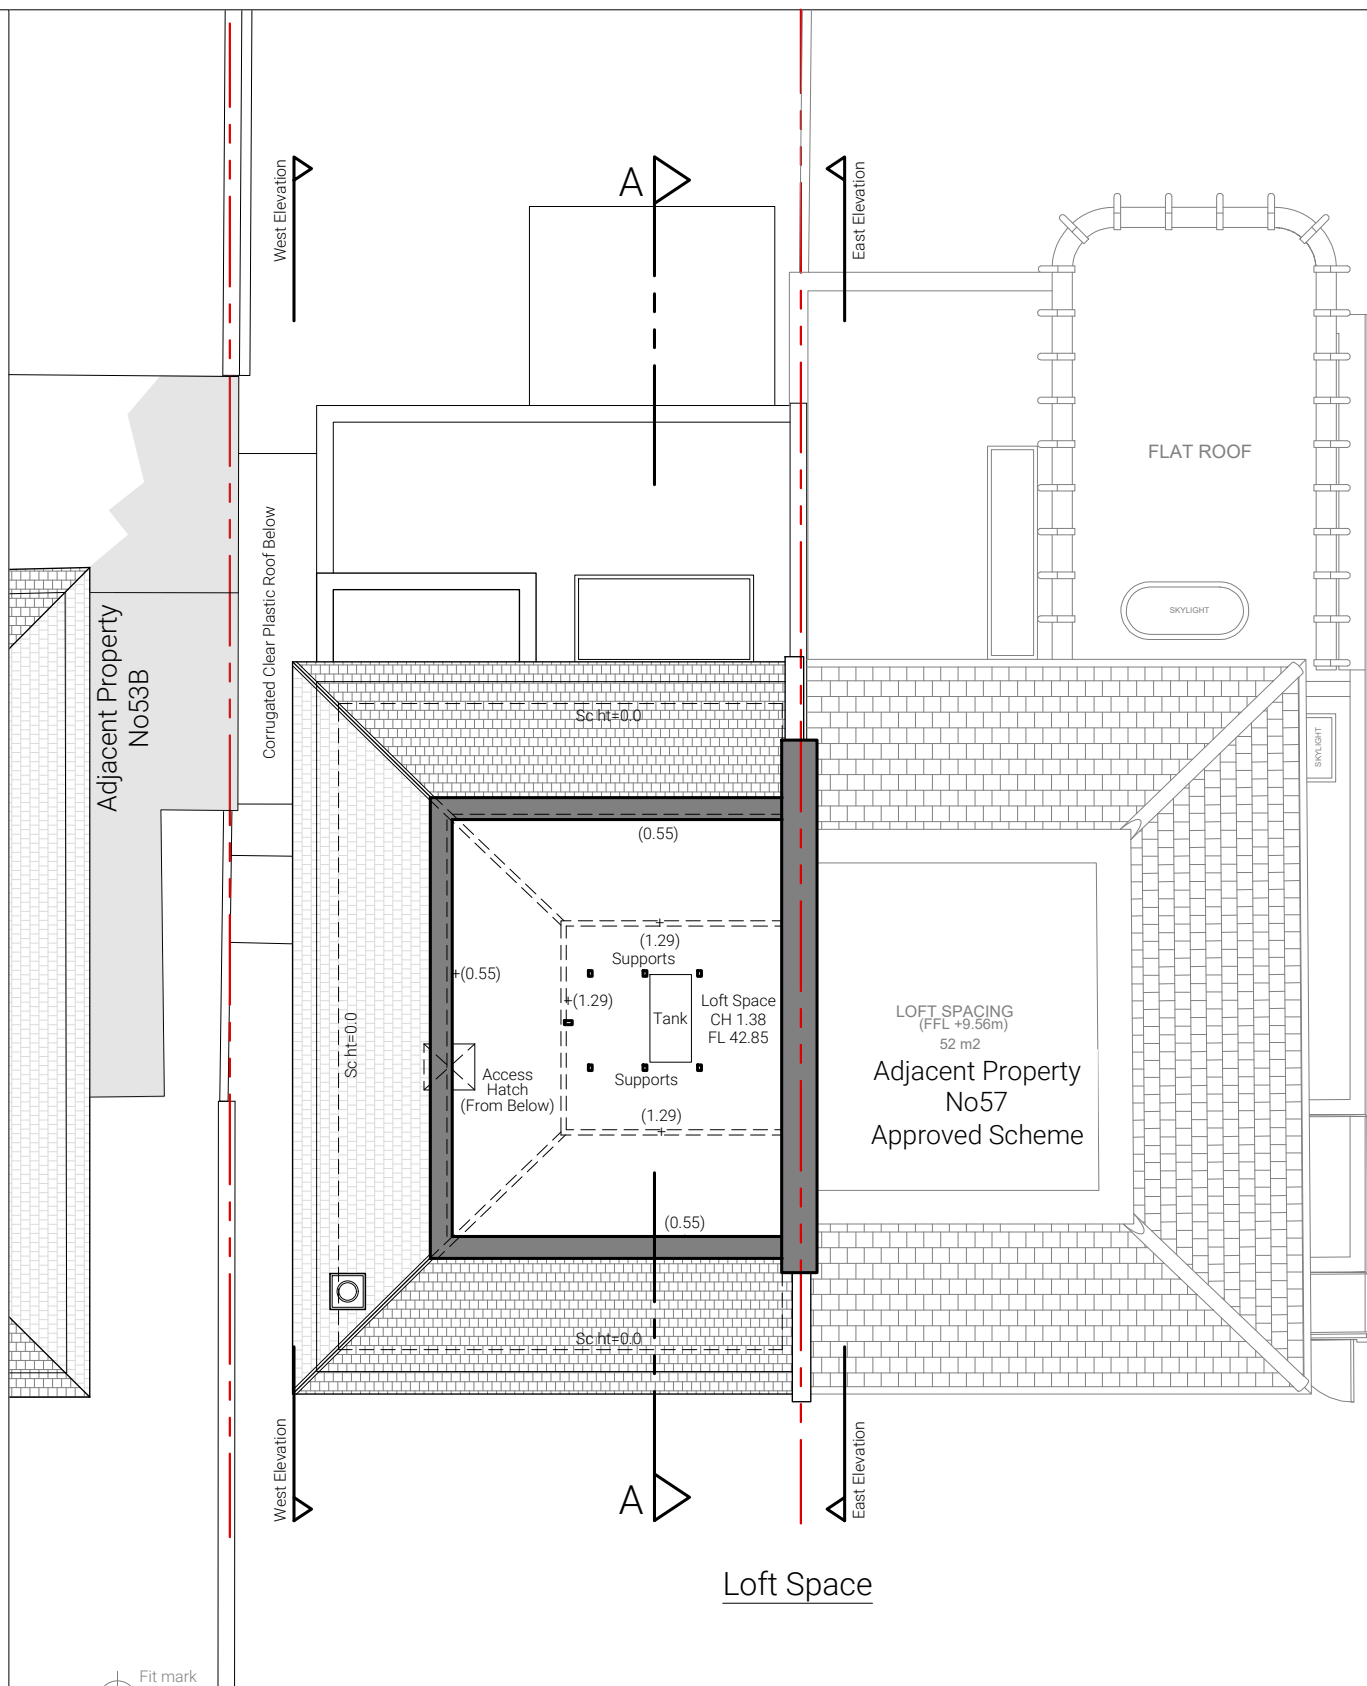 West Elevation
A
East Elevation
FLAT ROOF
SKYLIGHT
Corrugated Clear Plastic Roof Below
Adjacent Property
No53B
Sc ht=0.0
SKYLIGHT
(0.55)
(1.29)
Supports
+(0.55)
+(1.29)
Tank
Loft Space
CH 1.38
FL 42.85
Sc ht=0.0
Access
Hatch
(From Below)
Supports
(1.29)
(0.55)
LOFT SPACING
(FFL +9.56m)
52 m2
Adjacent Property
No57
Approved Scheme
Sc ht=0.0
West Elevation
A
East Elevation
Loft Space
Fit mark